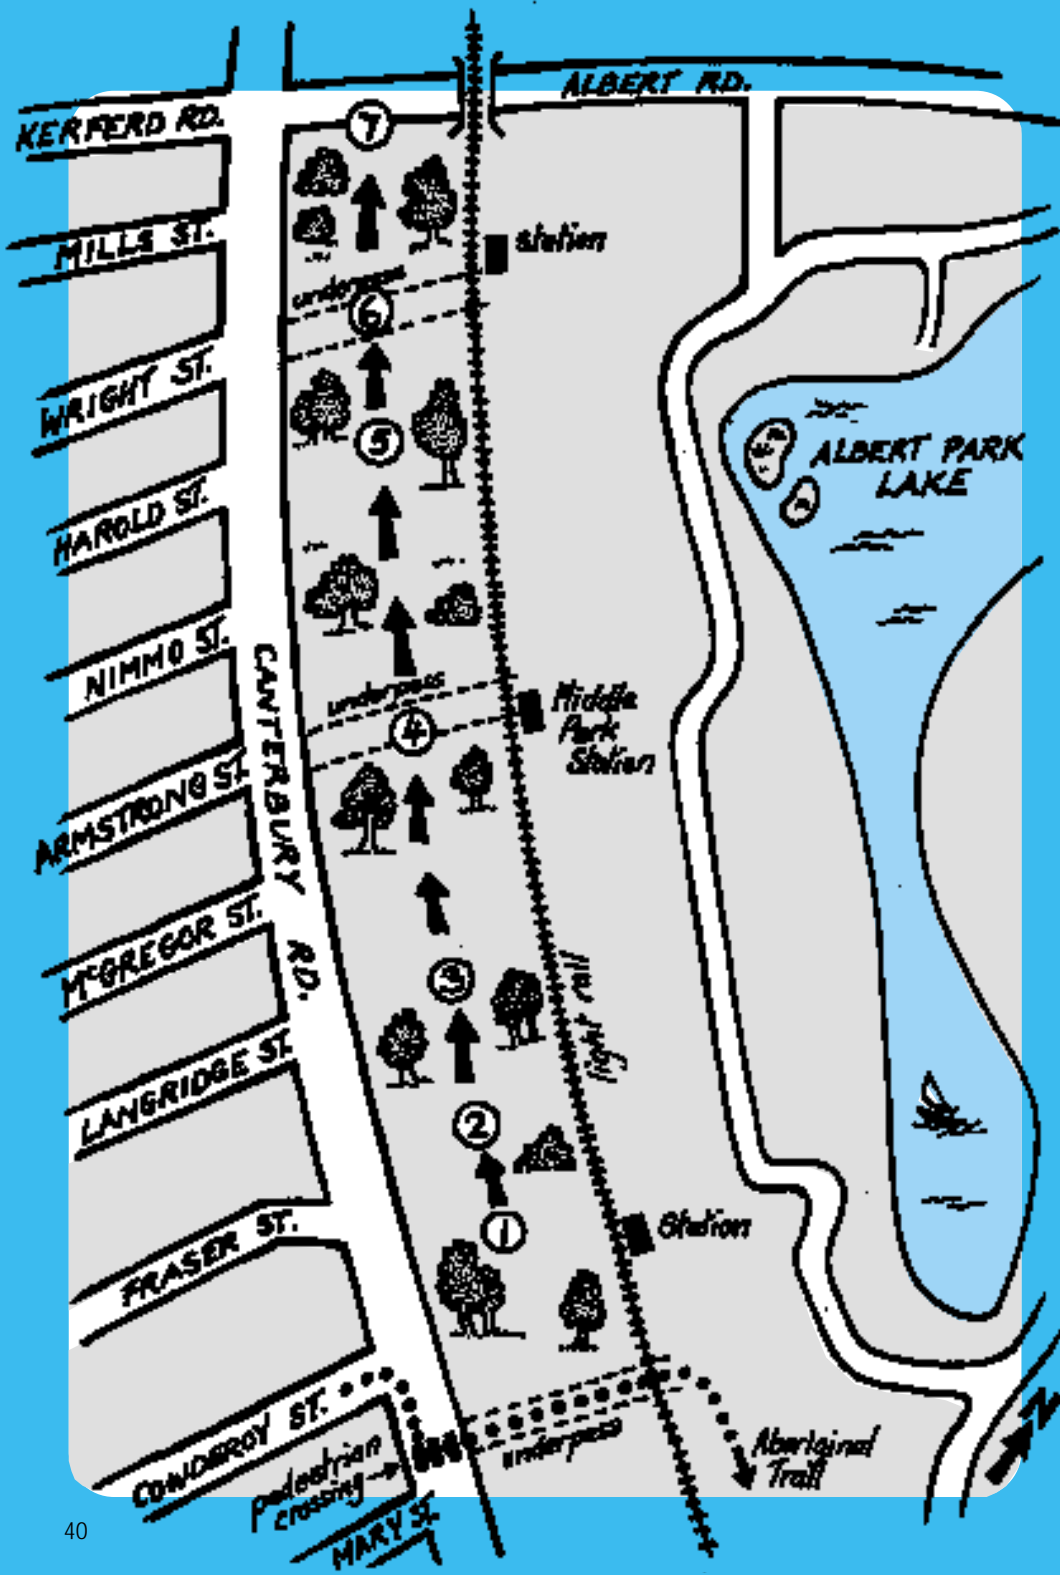 ALBERT RD.
KERFERD RD.
7
MILLS ST.
station
underpass
6
WRIGHT ST.
5
ALBERT PARK
LAKE
HAROLD ST.
NIMMO ST.
CANTERBURY RD.
underpass
4
Middle
Park
Station
ARMSTRONG ST.
McGREGOR ST.
3
light rail
LANGRIDGE ST.
2
1
Station
FRASER ST.
COWDEROY ST.
underpass
Aboriginal
Trail
N
pedestrian
crossing
MARY ST.
40